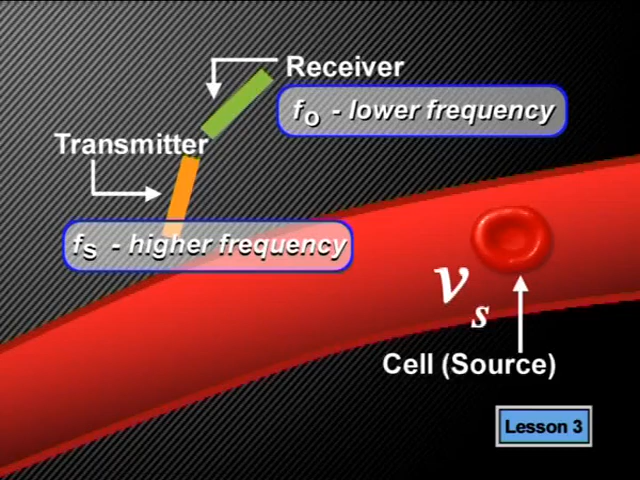 Receiver
fo - lower frequency
Transmitter
fs - higher frequency
vs
Cell (Source)
Lesson 3